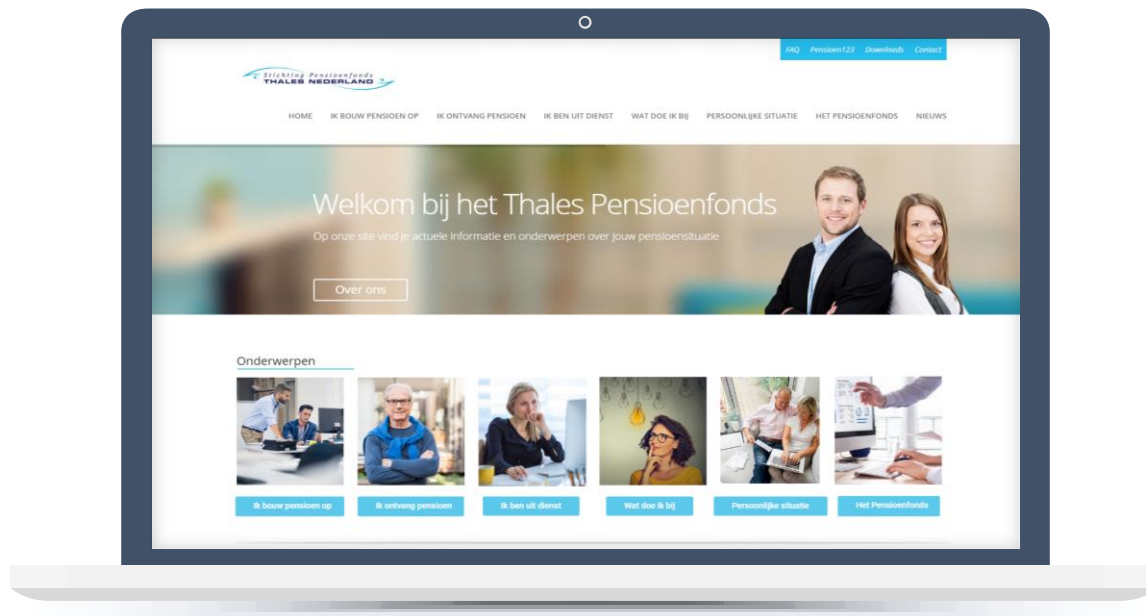 FAQ Pensioen123 Downloads Contact
Stichting Pensioenfonds
THALES NEDERLAND
HOME IK BOUW PENSIOEN OP IK ONTVANG PENSIOEN IK BEN UIT DIENST WAT DOE IK BIJ PERSOONLIJKE SITUATIE HET PENSIOENFONDS NIEUWS
Welkom bij het Thales Pensioenfonds
Op onze site vind je actuele informatie en onderwerpen over jouw pensioensituatie
Over ons
Onderwerpen
Ik bouw pensioen op Ik ontvang pensioen Ik ben uit dienst Wat doe ik bij Persoonlijke situatie Het Pensioenfonds